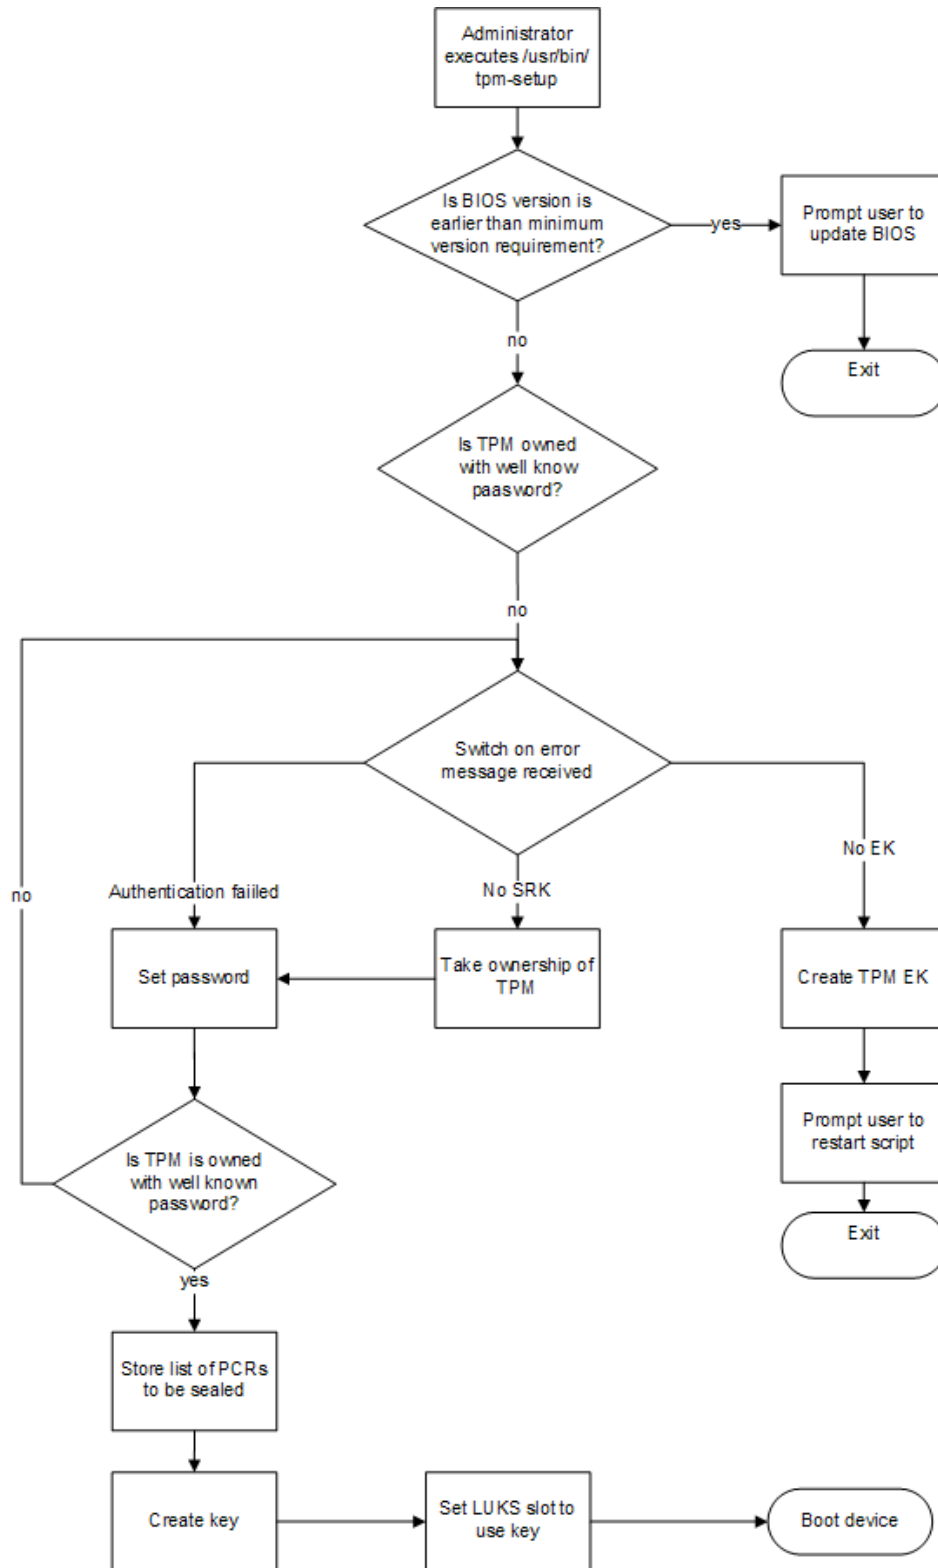 Administrator
executes /usr/bin/
tpm-setup
Is BIOS version is
earlier than minimum
version requirement?
yes
Prompt user to
update BIOS
no
Exit
Is TPM owned
with well know
paasword?
no
Switch on error
message received
No EK
no
Authentication failled
No SRK
Set password
Take ownership of
TPM
Create TPM EK
Prompt user to
restart script
Is TPM is owned
with well known
password?
Exit
yes
Store list of PCRs
to be sealed
Create key
Set LUKS slot to
use key
Boot device